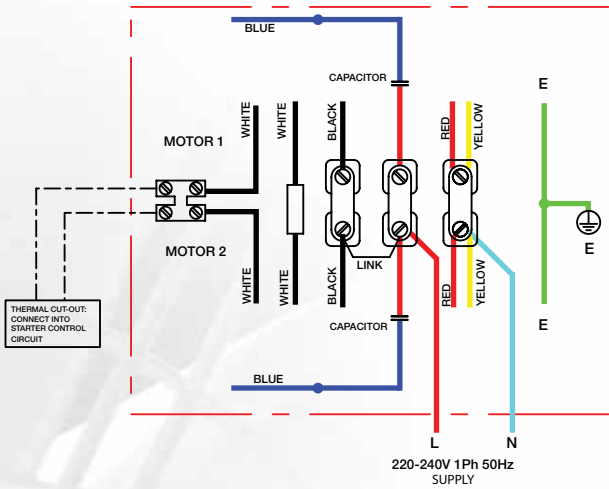 BLUE
CAPACITOR
E
WHITE
WHITE
BLACK
RED
YELLOW
MOTOR 1
E
MOTOR 2
LINK
WHITE
WHITE
BLACK
RED
YELLOW
THERMAL CUT-OUT:
CONNECT INTO
STARTER CONTROL
CIRCUIT
CAPACITOR
E
BLUE
L
N
220-240V 1Ph 50Hz
SUPPLY